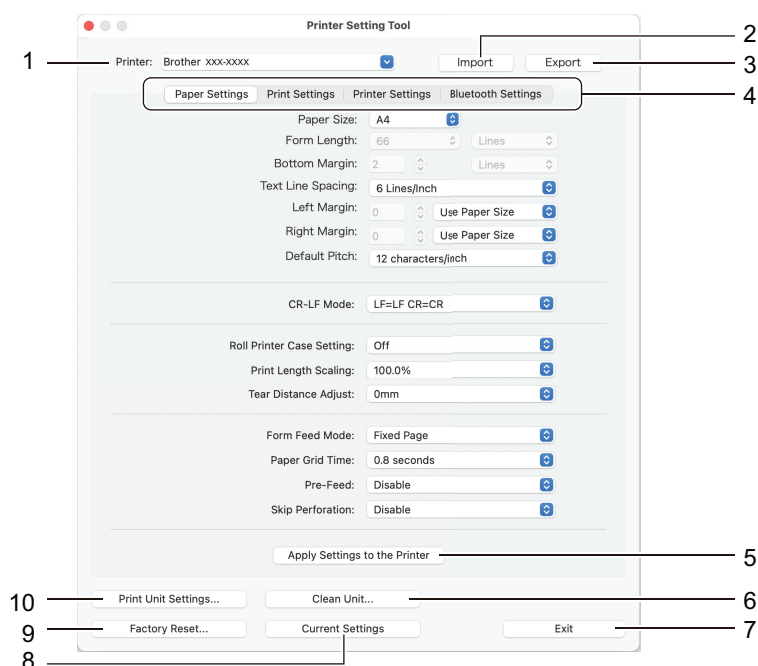 Printer Setting Tool
2
1 Printer: Brother XXX-XXXX Import Export 3
Paper Settings Print Settings Printer Settings Bluetooth Settings 4
Paper Size: A4
Form Length: 66 Lines
Bottom Margin: 2 Lines
Text Line Spacing: 6 Lines/Inch
Left Margin: 0 Use Paper Size
Right Margin: 0 Use Paper Size
Default Pitch: 12 characters/inch
CR-LF Mode: LF=LF CR=CR
Roll Printer Case Setting: Off
Print Length Scaling: 100.0%
Tear Distance Adjust: 0mm
Form Feed Mode: Fixed Page
Paper Grid Time: 0.8 seconds
Pre-Feed: Disable
Skip Perforation: Disable
Apply Settings to the Printer 5
10 Print Unit Settings... Clean Unit... 6
9 Factory Reset... Current Settings Exit 7
8